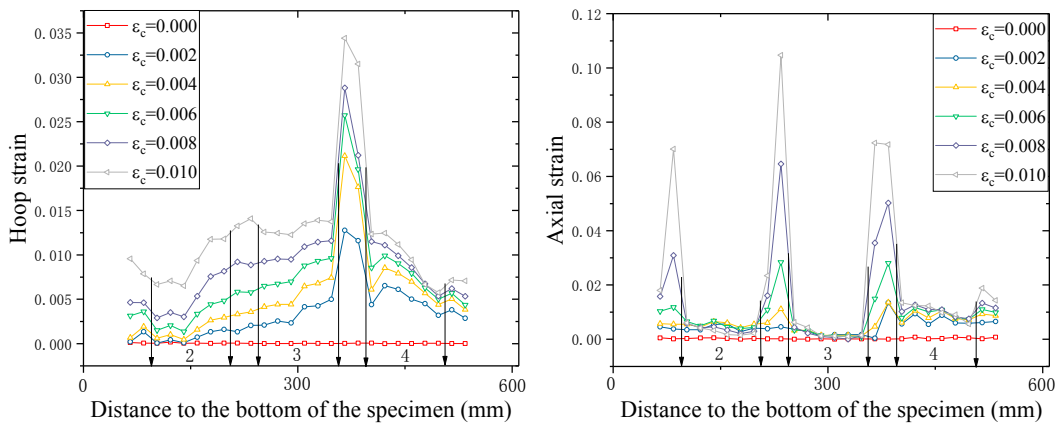 Hoop strain
0.035
0.030
0.025
0.020
0.015
0.010
0.005
0.000
εc=0.000
εc=0.002
εc=0.004
εc=0.006
εc=0.008
εc=0.010
2
3
4
0
300
600
Distance to the bottom of the specimen (mm)
Axial strain
0.12
0.10
0.08
0.06
0.04
0.02
0.00
εc=0.000
εc=0.002
εc=0.004
εc=0.006
εc=0.008
εc=0.010
2
3
4
0
300
600
Distance to the bottom of the specimen (mm)